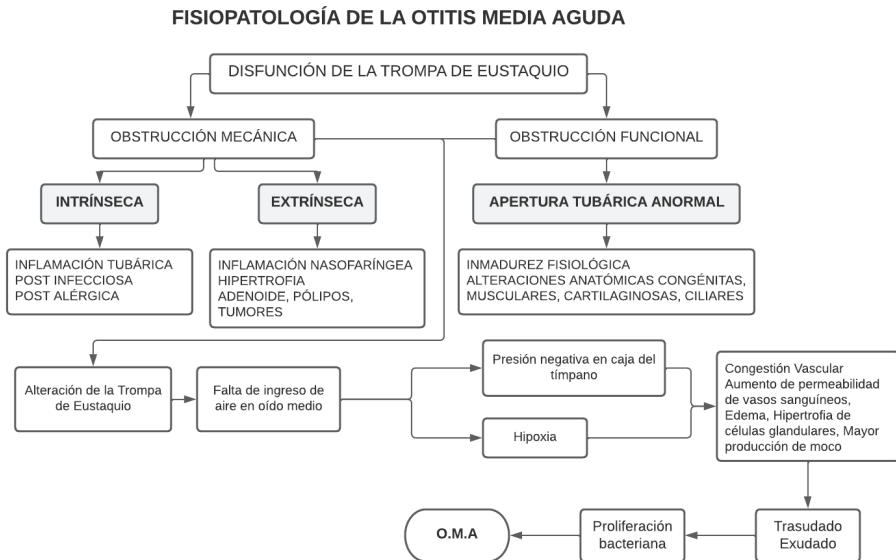 FISIOPATOLOGÍA DE LA OTITIS MEDIA AGUDA
DISFUNCIÓN DE LA TROMPA DE EUSTAQUIO
OBSTRUCCIÓN MECÁNICA
OBSTRUCCIÓN FUNCIONAL
INTRÍNSECA
EXTRÍNSECA
APERTURA TUBÁRICA ANORMAL
INFLAMACIÓN TUBÁRICA
POST INFECCIOSA
POST ALÉRGICA
INFLAMACIÓN NASOFARÍNGEA
HIPERTROFIA
ADENOIDE, PÓLIPOS,
TUMORES
INMADUREZ FISIOLÓGICA
ALTERACIONES ANATÓMICAS CONGÉNITAS,
MUSCULARES, CARTILAGINOSAS, CILIARES
Alteración de la Trompa
de Eustaquio
Falta de ingreso de
aire en oído medio
Presión negativa en caja del
tímpano
Hipoxia
Congestión Vascular
Aumento de permeabilidad
de vasos sanguíneos,
Edema, Hipertrofia de
células glandulares, Mayor
producción de moco
Trasudado
Exudado
Proliferación
bacteriana
O.M.A